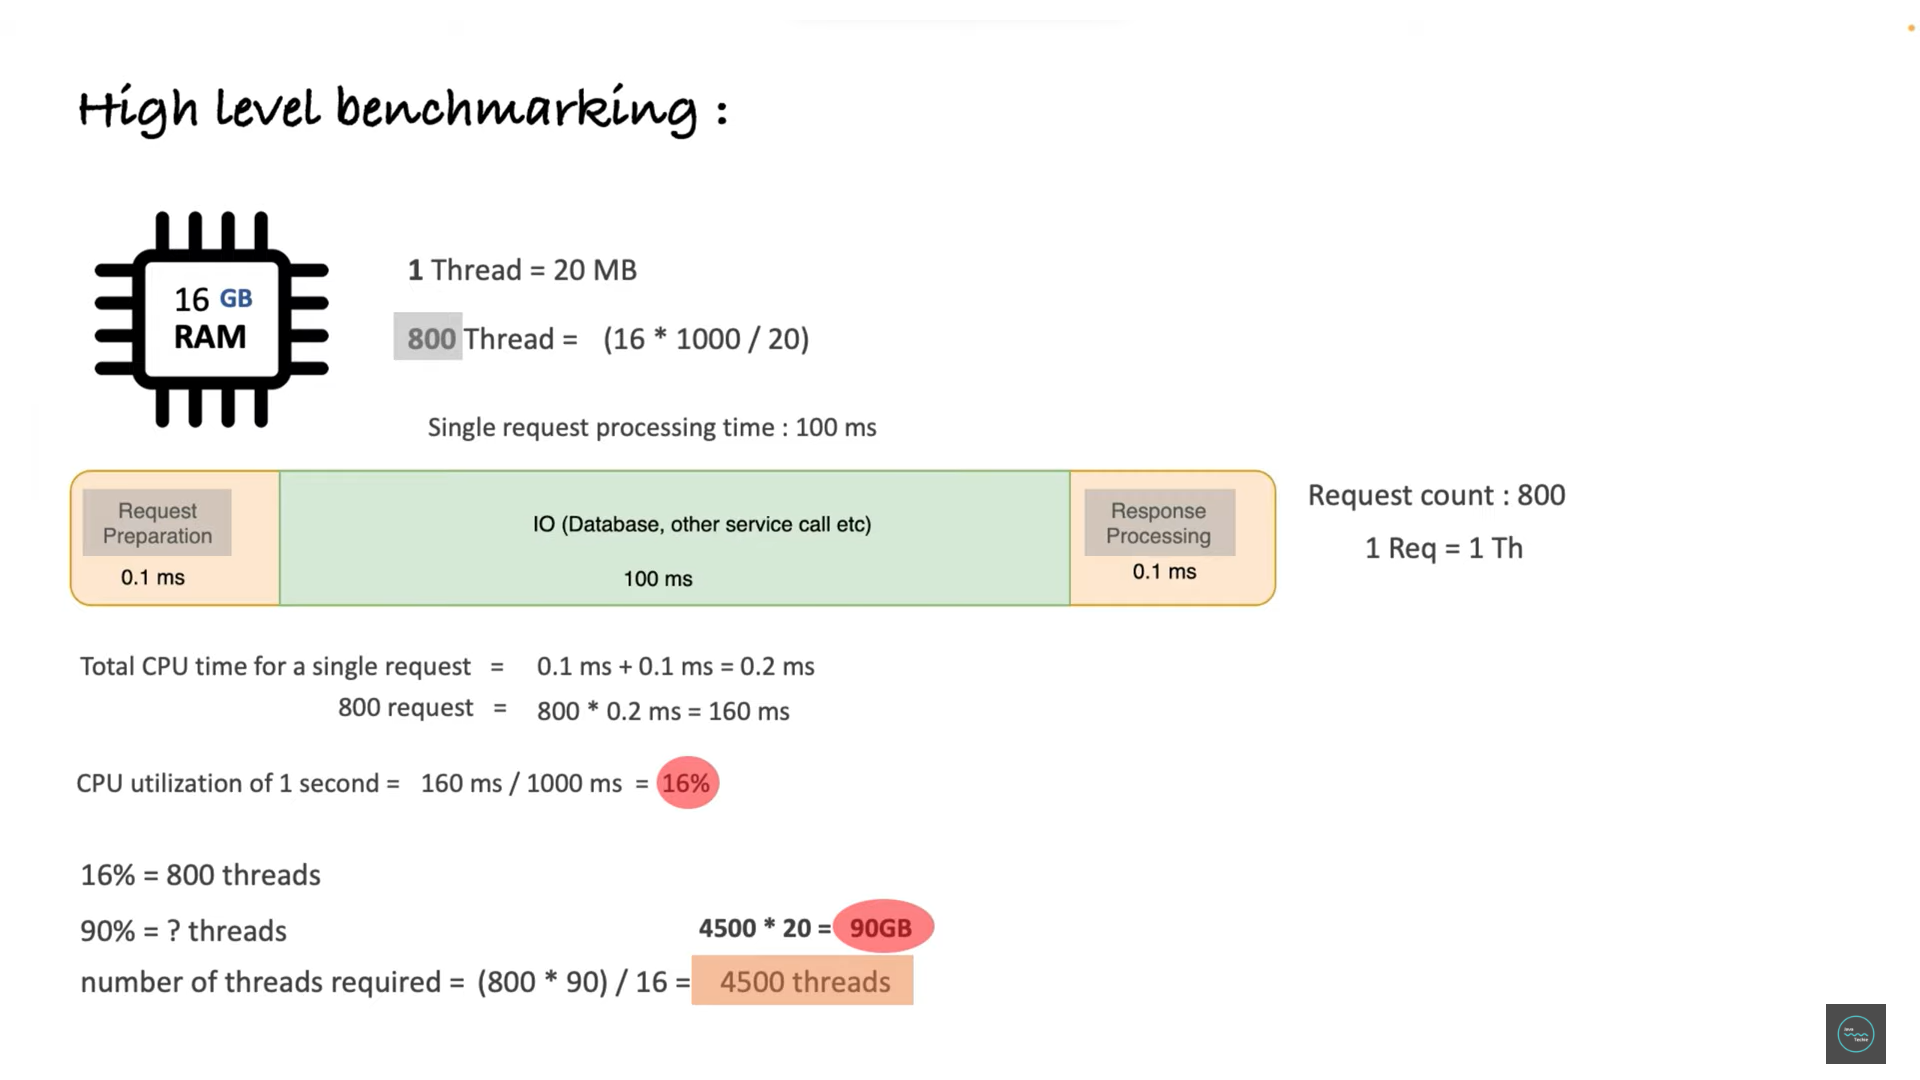 High level benchmarking :
16 GB
RAM
1 Thread = 20 MB
800 Thread = (16 * 1000 / 20)
Single request processing time : 100 ms
Request
Preparation
0.1 ms
IO (Database, other service call etc)
100 ms
Response
Processing
0.1 ms
Request count : 800
1 Req = 1 Th
Total CPU time for a single request = 0.1 ms + 0.1 ms = 0.2 ms
800 request = 800 * 0.2 ms = 160 ms
CPU utilization of 1 second = 160 ms / 1000 ms = 16%
16% = 800 threads
90% = ? threads
4500 * 20 = 90GB
number of threads required = (800 * 90) / 16 = 4500 threads
Java
Techie